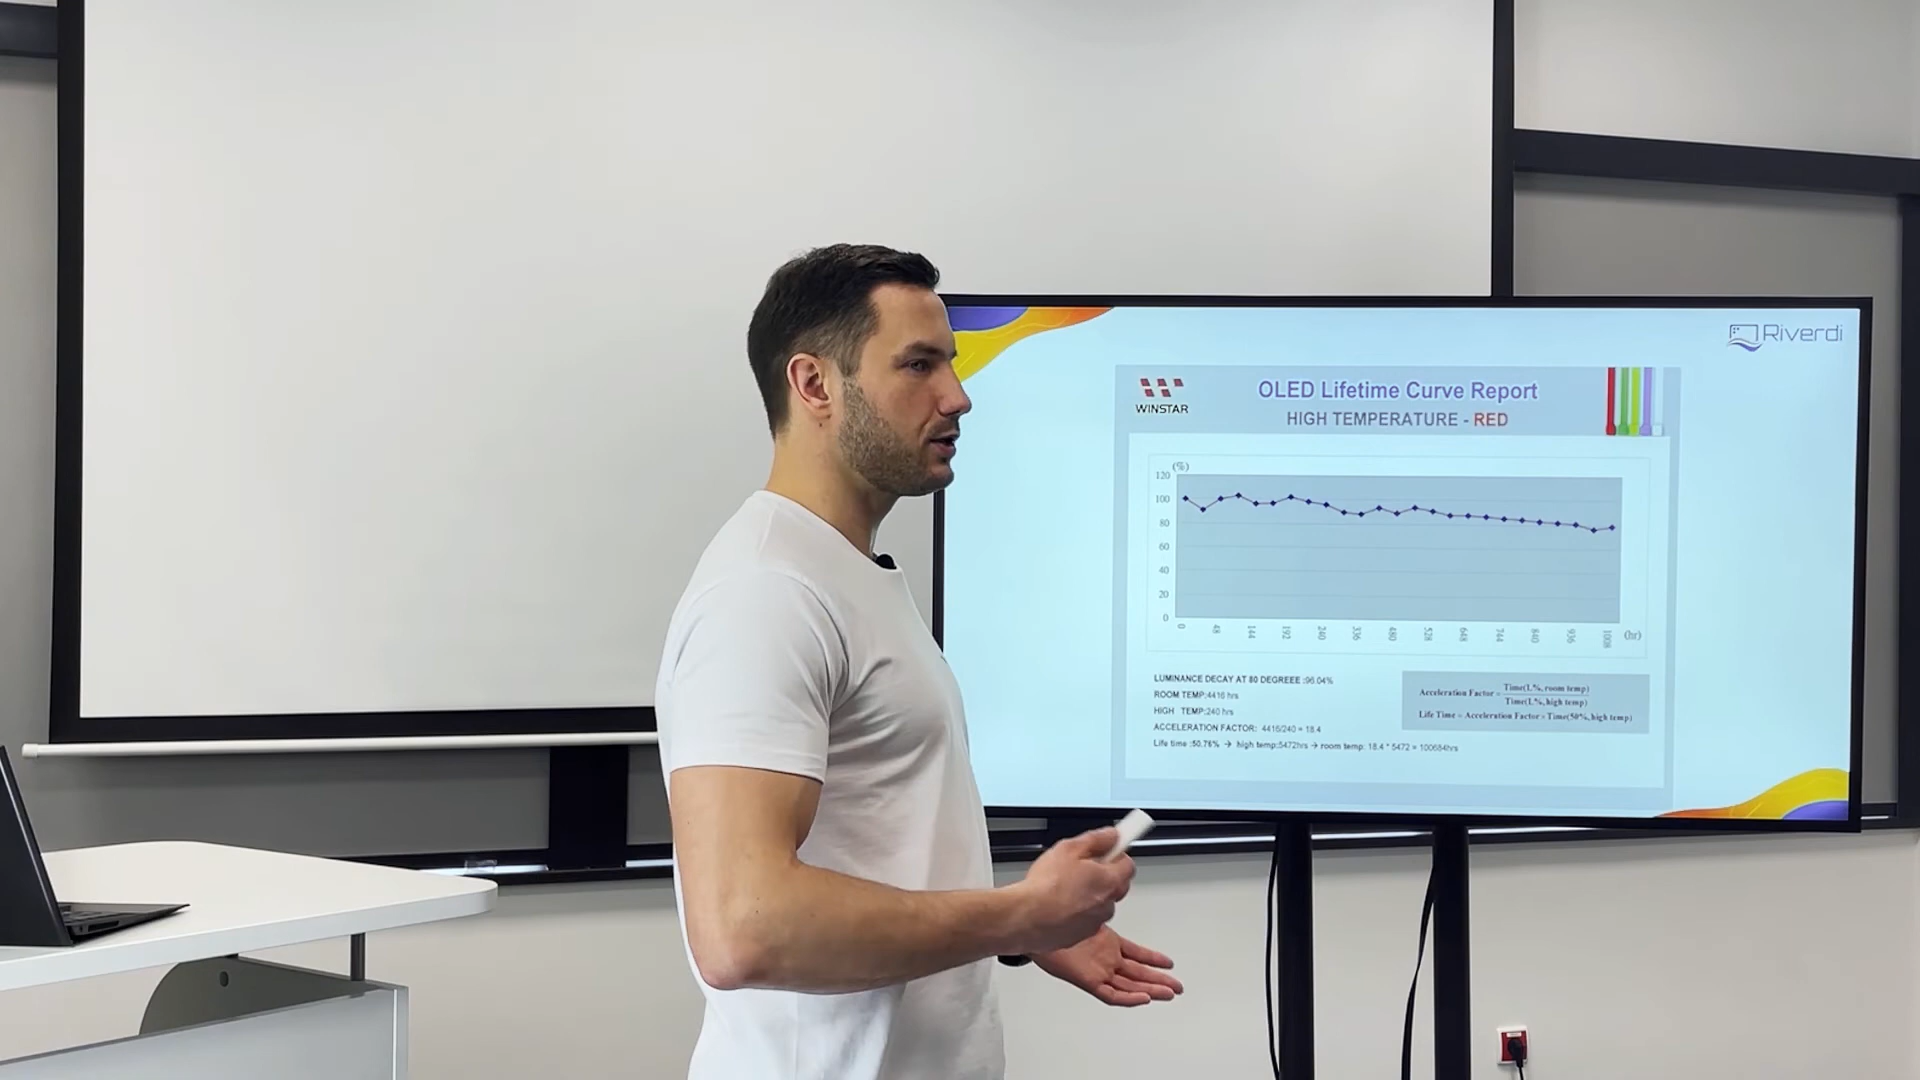 Riverdi
WINSTAR
OLED Lifetime Curve Report
HIGH TEMPERATURE - RED
(%)
120
100
80
60
40
20
0
0 48 144 192 240 336 480 528 648 744 840 936 1008 (hr)
LUMINANCE DECAY AT 80 DEGREEE :96.04%
ROOM TEMP:4416 hrs
HIGH TEMP:240 hrs
ACCELERATION FACTOR: 4416/240 = 18.4
Life time :50.76% → high temp:5472hrs → room temp: 18.4 * 5472 = 100684hrs
Acceleration Factor = Time(L%, room temp)
Time(L%, high temp)
Life Time = Acceleration Factor × Time(50%, high temp)